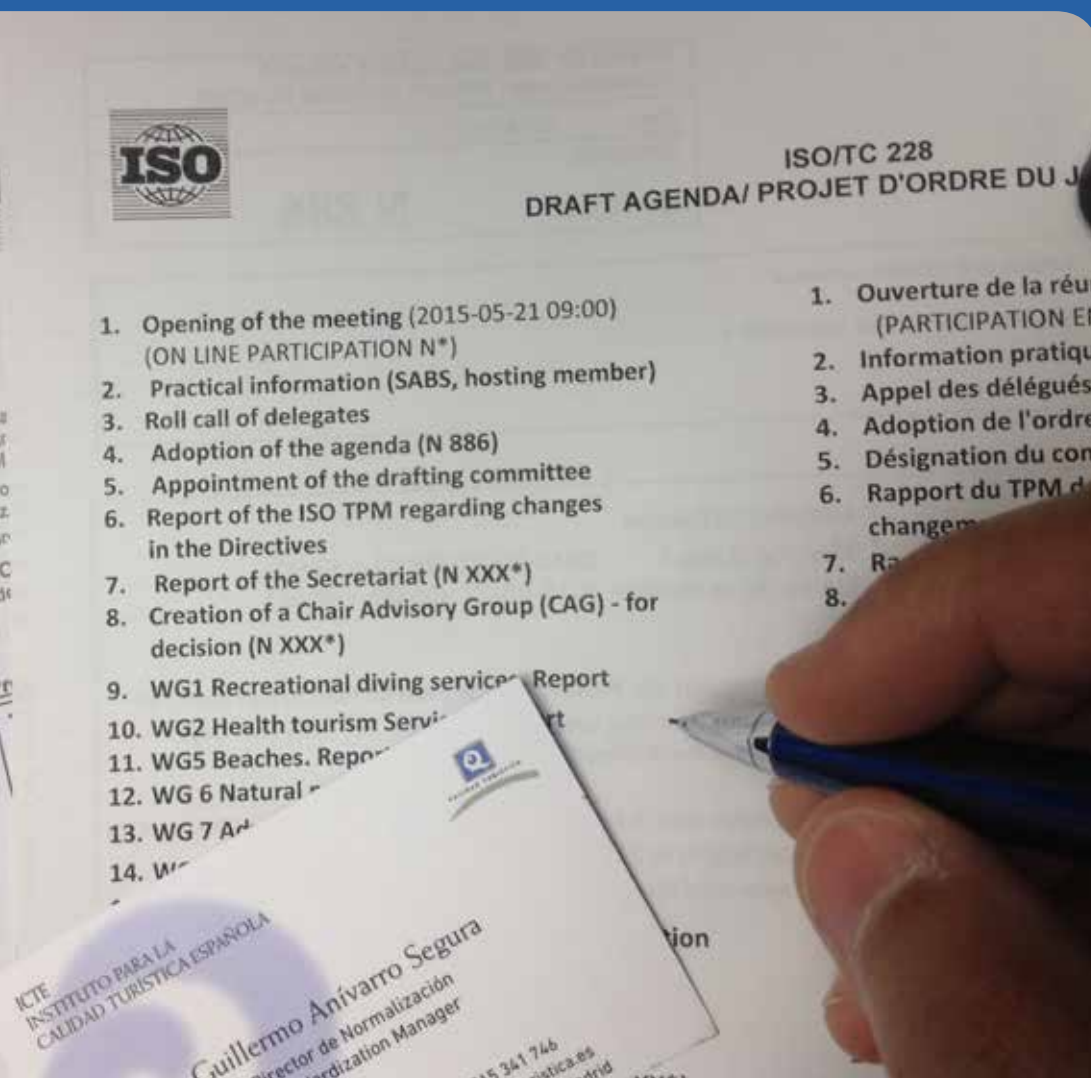 ISO
ISO/TC 228
DRAFT AGENDA/ PROJET D'ORDRE DU
1. Opening of the meeting (2015-05-21 09:00)
(ON LINE PARTICIPATION N*)
2. Practical information (SABS, hosting member)
3. Roll call of delegates
4. Adoption of the agenda (N 886)
5. Appointment of the drafting committee
6. Report of the ISO TPM regarding changes
in the Directives
7. Report of the Secretariat (N XXX*)
8. Creation of a Chair Advisory Group (CAG) - for
decision (N XXX*)
9. WG1 Recreational diving services. Report
10. WG2 Health tourism
11. WG5 Beaches.
12. WG 6 Natural
13. WG 7
14.
1. Ouverture de la
(PARTICIPATION
2. Information
3. Appel des délégués
4. Adoption de
5. Désignation du
6. Rapport du TPM
7.
8.
ICTE
INSTITUTO PARA LA
CALIDAD TURÍSTICA ESPAÑOLA
Guillermo Anívarro Segura
Director de Normalización
Manager
341 746